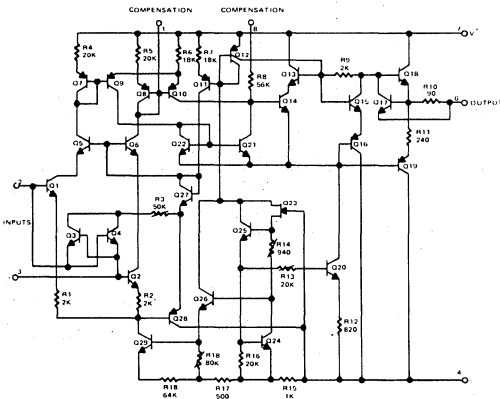 COMPENSATION COMPENSATION
1 8
7 V+
R4 20K
R5 20K
R6 18K
R7 18K
Q12
Q7 Q9 Q8 Q10 Q11
R8 56K
Q13
R9 2K
Q18
R10 90
6 OUTPUT
Q14 Q15 Q17
R11 240
Q5 Q6 Q22 Q21 Q16 Q19
2
Q1
Q27
INPUTS
R3 50K
Q23
Q3 Q4
Q25
R14 940
3
Q2
R13 20K
Q20
R1 2K
R2 2K
Q28
Q26
R12 820
Q29
R18 80K
R16 20K
Q24
4
R18 64K
R17 500
R15 1K